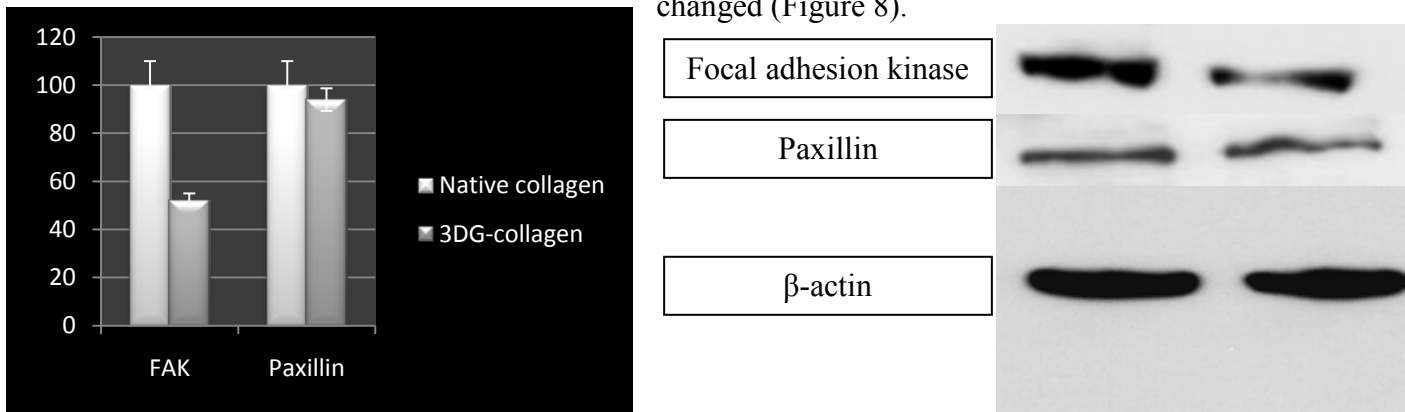 changed (Figure 8).
120
100
80
60
40
20
0
FAK Paxillin
Native collagen
3DG-collagen
Focal adhesion kinase
Paxillin
β-actin